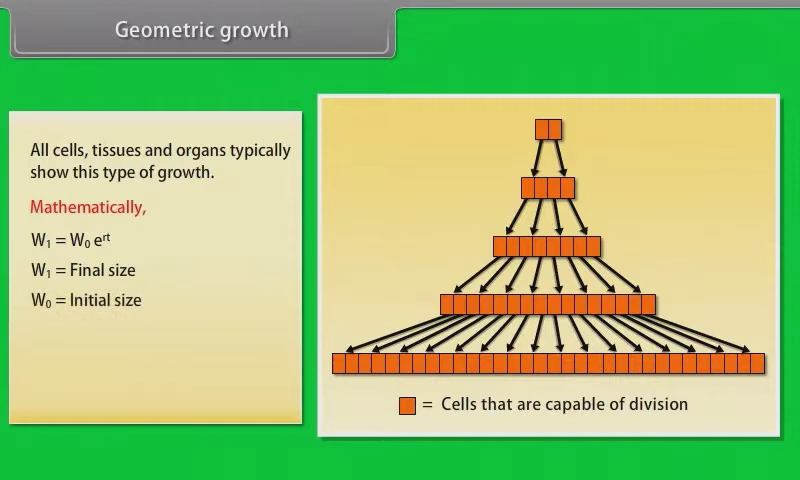 Geometric growth
All cells, tissues and organs typically
show this type of growth.
Mathematically,
W₁ = W₀ eʳᵗ
W₁ = Final size
W₀ = Initial size
= Cells that are capable of division